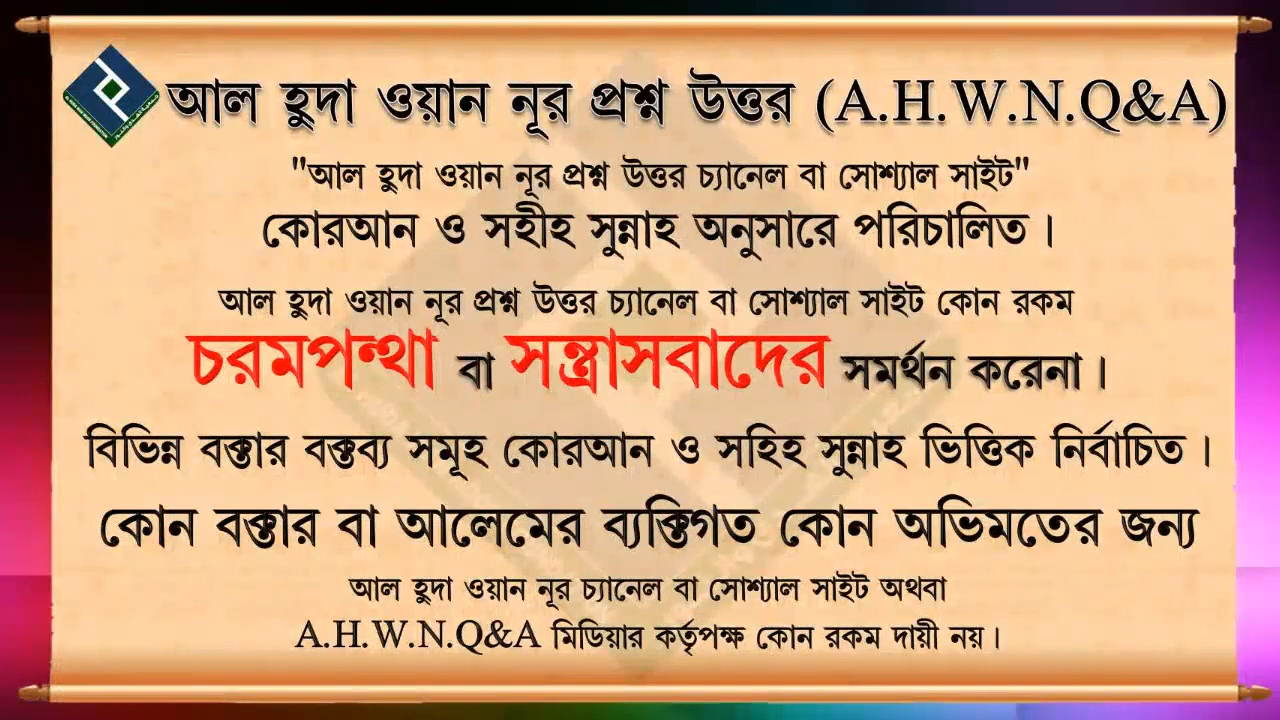 আল হুদা ওয়ান নূর প্রশ্ন উত্তর (A.H.W.N.Q&A)
"আল হুদা ওয়ান নূর প্রশ্ন উত্তর চ্যানেল বা সোশ্যাল সাইট"
কোরআন ও সহীহ সুন্নাহ অনুসারে পরিচালিত।
আল হুদা ওয়ান নূর প্রশ্ন উত্তর চ্যানেল বা সোশ্যাল সাইট কোন রকম
চরমপন্থা বা সন্ত্রাসবাদের সমর্থন করেনা।
বিভিন্ন বক্তার বক্তব্য সমূহ কোরআন ও সহিহ সুন্নাহ ভিত্তিক নির্বাচিত।
কোন বক্তার বা আলেমের ব্যক্তিগত কোন অভিমতের জন্য
আল হুদা ওয়ান নূর চ্যানেল বা সোশ্যাল সাইট অথবা
A.H.W.N.Q&A মিডিয়ার কর্তৃপক্ষ কোন রকম দায়ী নয়।